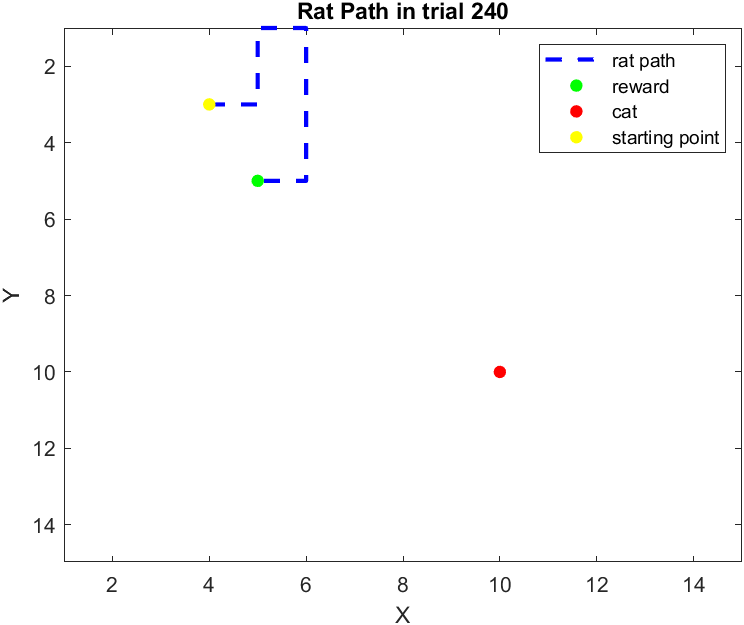 Rat Path in trial 240
rat path
reward
cat
starting point
2
4
6
8
10
12
14
Y
2 4 6 8 10 12 14
X